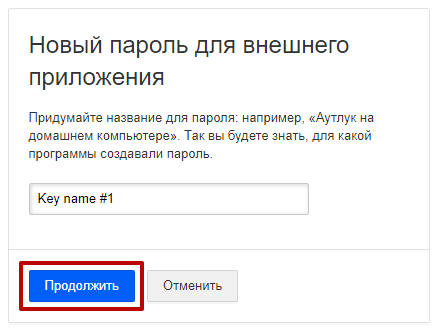 Новый пароль для внешнего
приложения
Придумайте название для пароля: например, «Аутлук на
домашнем компьютере». Так вы будете знать, для какой
программы создавали пароль.
Key name #1
Продолжить
Отменить